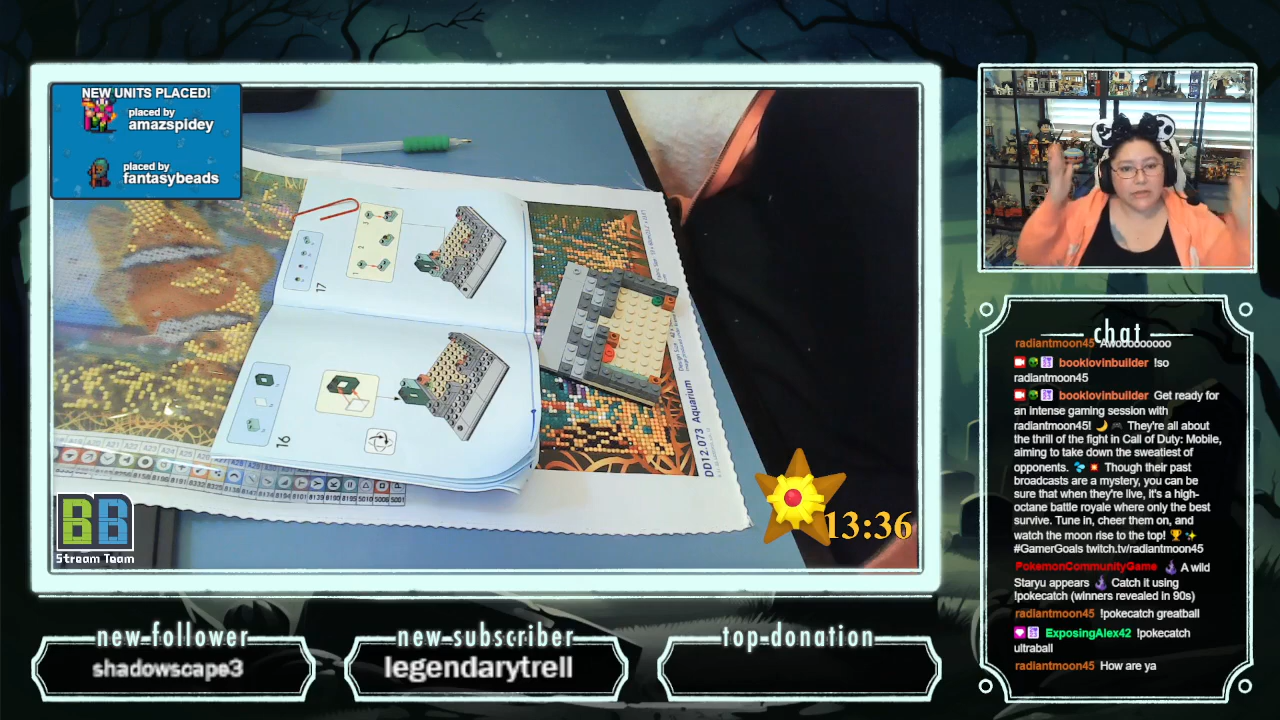 NEW UNITS PLACED!
placed by
amazspidey
placed by
fantasybeads
17
16
DD12.073 Aquarium
BB
Stream Team
13:36
chat
radiantmoon45 Awooooooooo
booklovinbuilder !so
radiantmoon45
booklovinbuilder Get ready for
an intense gaming session with
radiantmoon45! 🌙 🎮 They're all about
the thrill of the fight in Call of Duty: Mobile,
aiming to take down the sweatiest of
opponents. 💦 💥 Though their past
broadcasts are a mystery, you can be
sure that when they're live, it's a high-
octane battle royale where only the best
survive. Tune in, cheer them on, and
watch the moon rise to the top! 🏆 ✨
#GamerGoals twitch.tv/radiantmoon45
PokemonCommunityGame A wild
Staryu appears Catch it using
!pokecatch (winners revealed in 90s)
radiantmoon45 !pokecatch greatball
ExposingAlex42 !pokecatch
ultraball
radiantmoon45 How are ya
new follower
shadowscape3
new subscriber
legendarytrell
top donation